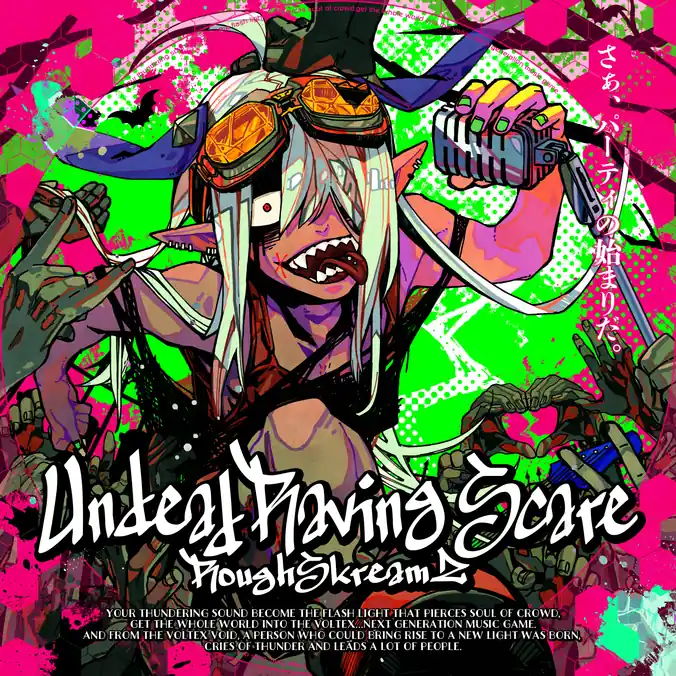 さぁ、パーティの始まりだ。
Undead Raving Scare
RoughSkreamZ
YOUR THUNDERING SOUND BECOME THE FLASH LIGHT THAT PIERCES SOUL OF CROWD,
GET THE WHOLE WORLD INTO THE VOLTEX...NEXT GENERATION MUSIC GAME.
AND FROM THE VOLTEX VOID, A PERSON WHO COULD BRING RISE TO A NEW LIGHT WAS BORN,
CRIES OF THUNDER AND LEADS A LOT OF PEOPLE.